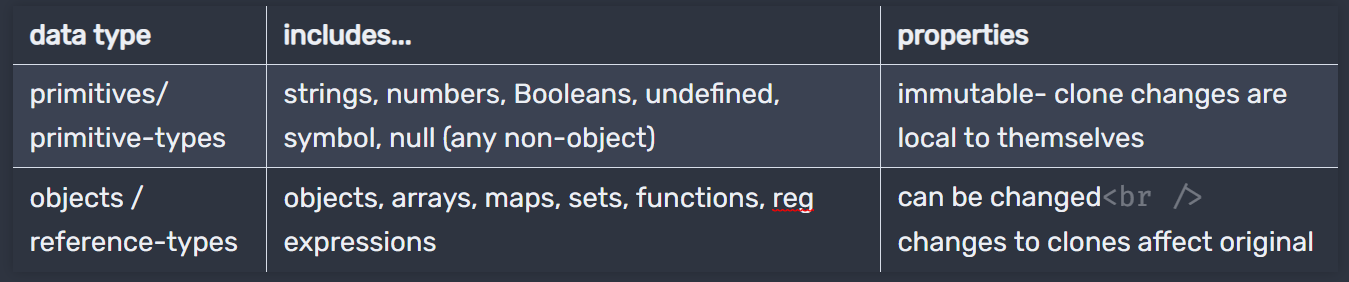 data type includes... properties
primitives/ strings, numbers, Booleans, undefined, immutable- clone changes are
primitive-types symbol, null (any non-object) local to themselves
objects / objects, arrays, maps, sets, functions, reg can be changed<br />
reference-types expressions changes to clones affect original